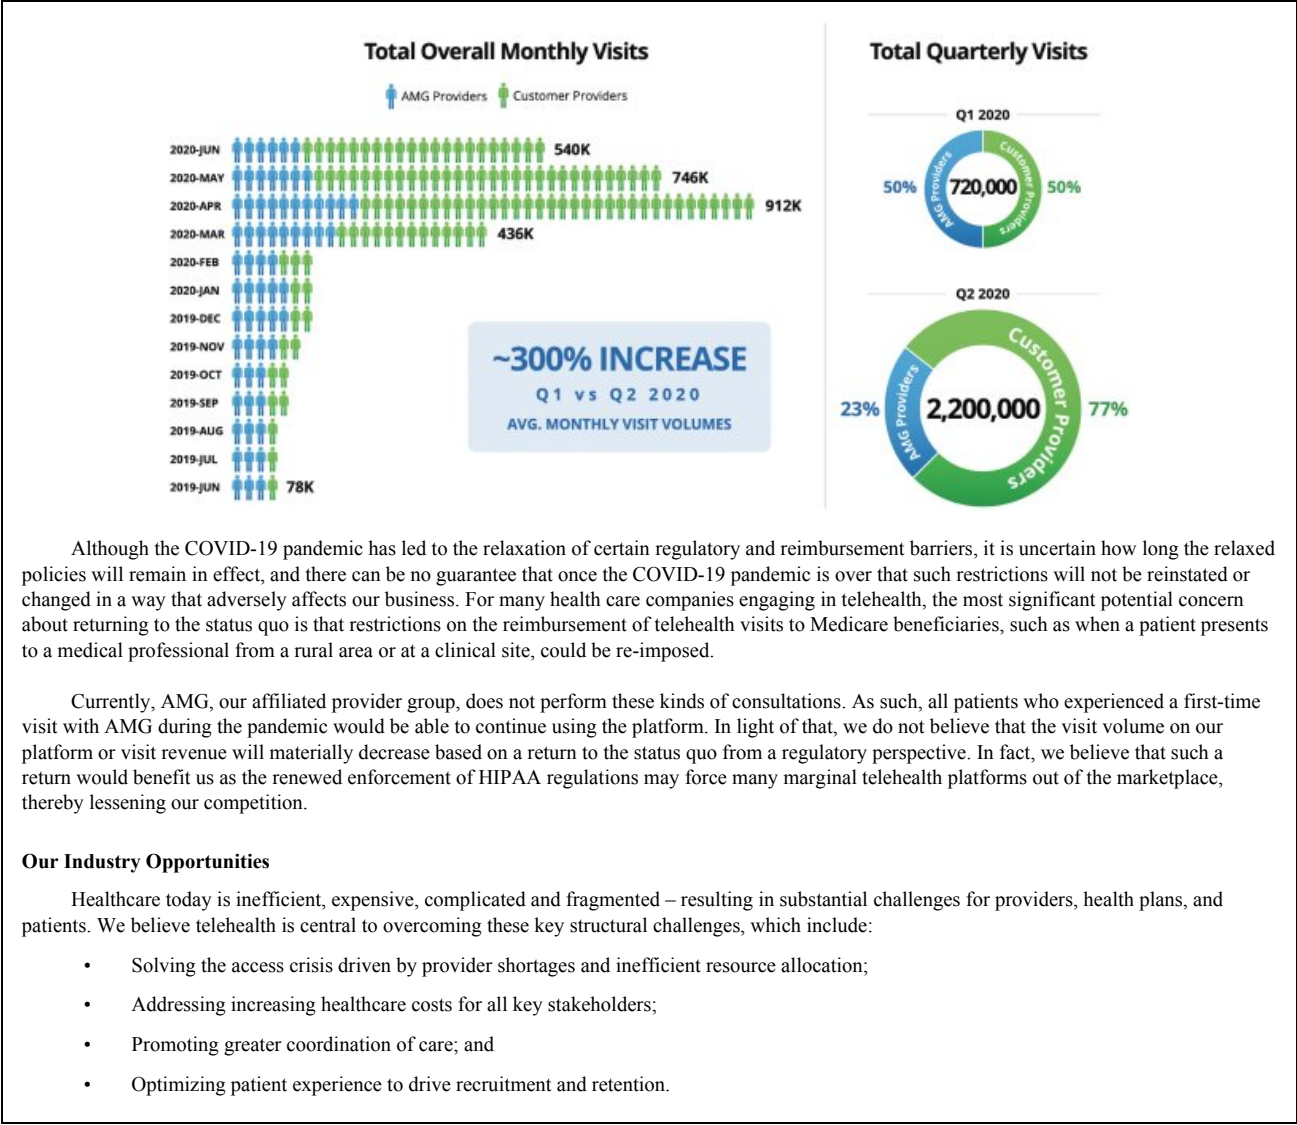 Total Overall Monthly Visits
AMG Providers Customer Providers
2020-JUN 540K
2020-MAY 746K
2020-APR 912K
2020-MAR 436K
2020-FEB
2020-JAN
2019-DEC
2019-NOV
2019-OCT
2019-SEP
2019-AUG
2019-JUL
2019-JUN 78K
~300% INCREASE
Q1 vs Q2 2020
AVG. MONTHLY VISIT VOLUMES
Total Quarterly Visits
Q1 2020
50% AMG Providers 720,000 Customer Providers 50%
Q2 2020
23% AMG Providers 2,200,000 Customer Providers 77%
Although the COVID-19 pandemic has led to the relaxation of certain regulatory and reimbursement barriers, it is uncertain how long the relaxed
policies will remain in effect, and there can be no guarantee that once the COVID-19 pandemic is over that such restrictions will not be reinstated or
changed in a way that adversely affects our business. For many health care companies engaging in telehealth, the most significant potential concern
about returning to the status quo is that restrictions on the reimbursement of telehealth visits to Medicare beneficiaries, such as when a patient presents
to a medical professional from a rural area or at a clinical site, could be re-imposed.
Currently, AMG, our affiliated provider group, does not perform these kinds of consultations. As such, all patients who experienced a first-time
visit with AMG during the pandemic would be able to continue using the platform. In light of that, we do not believe that the visit volume on our
platform or visit revenue will materially decrease based on a return to the status quo from a regulatory perspective. In fact, we believe that such a
return would benefit us as the renewed enforcement of HIPAA regulations may force many marginal telehealth platforms out of the marketplace,
thereby lessening our competition.
Our Industry Opportunities
Healthcare today is inefficient, expensive, complicated and fragmented – resulting in substantial challenges for providers, health plans, and
patients. We believe telehealth is central to overcoming these key structural challenges, which include:
• Solving the access crisis driven by provider shortages and inefficient resource allocation;
• Addressing increasing healthcare costs for all key stakeholders;
• Promoting greater coordination of care; and
• Optimizing patient experience to drive recruitment and retention.